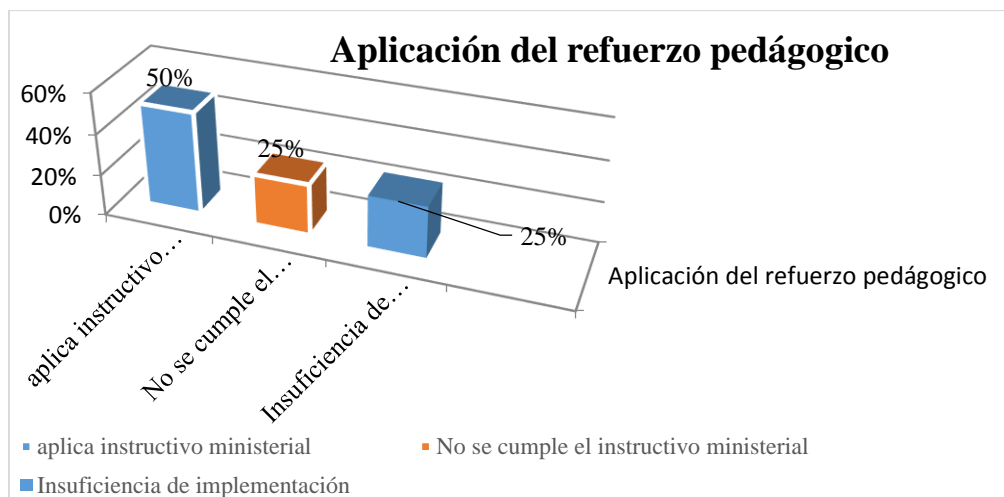 Aplicación del refuerzo pedágogico
60%
40%
20%
0%
50%
25%
25%
aplica instructivo…
No se cumple el…
Insuficiencia de…
Aplicación del refuerzo pedágogico
aplica instructivo ministerial
No se cumple el instructivo ministerial
Insuficiencia de implementación